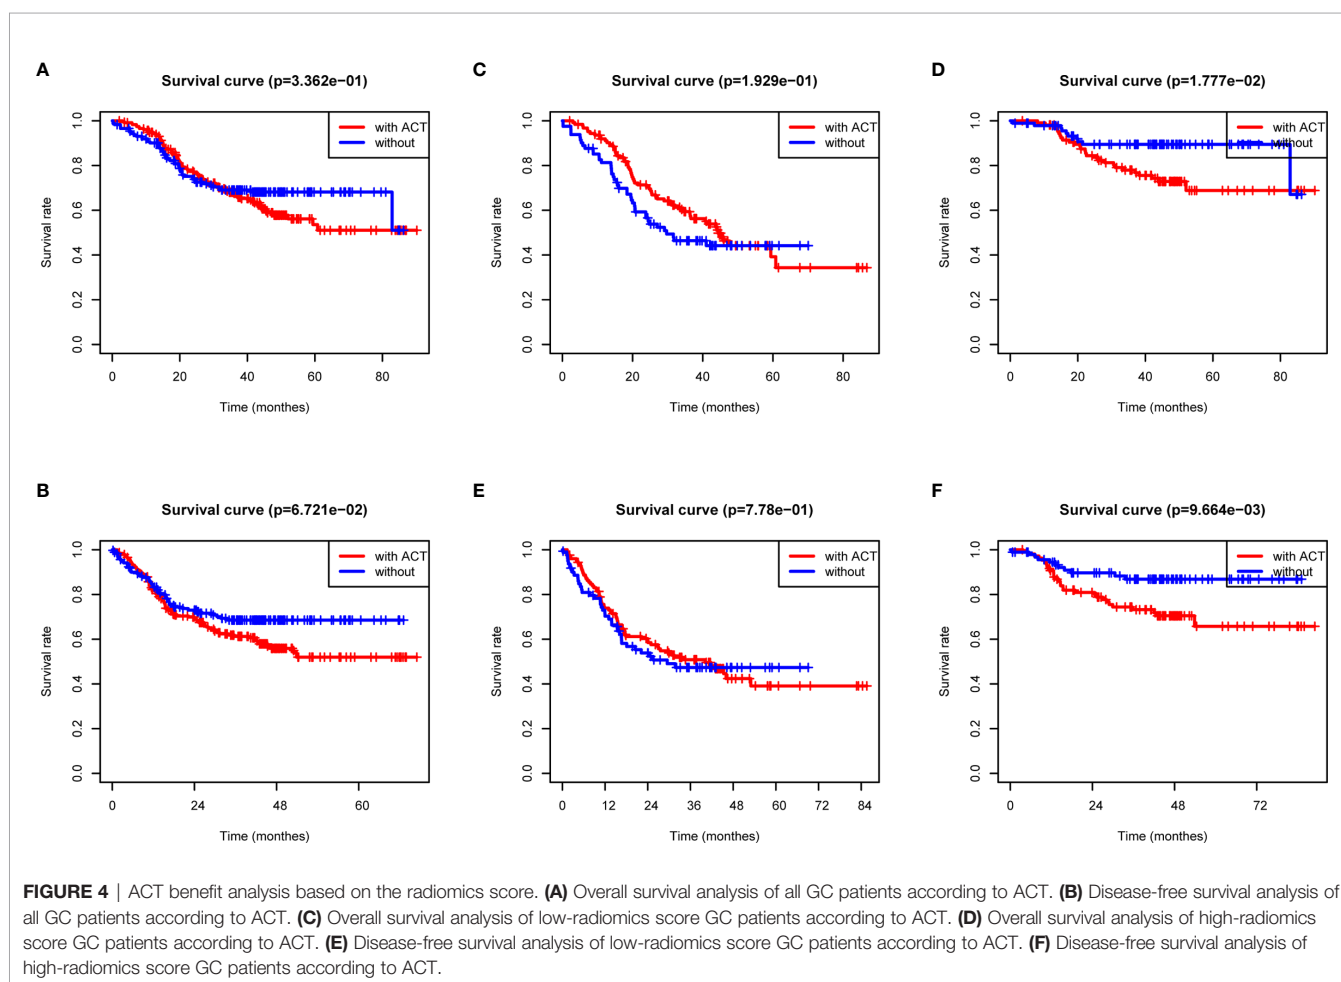 A
Survival curve (p=3.362e−01)
1.0
0.8
0.6
0.4
0.2
0.0
Survival rate
with ACT
without
0 20 40 60 80
Time (monthes)
C
Survival curve (p=1.929e−01)
1.0
0.8
0.6
0.4
0.2
0.0
Survival rate
with ACT
without
0 20 40 60 80
Time (monthes)
D
Survival curve (p=1.777e−02)
1.0
0.8
0.6
0.4
0.2
0.0
Survival rate
with ACT
without
0 20 40 60 80
Time (monthes)
B
Survival curve (p=6.721e−02)
1.0
0.8
0.6
0.4
0.2
0.0
Survival rate
with ACT
without
0 24 48 60
Time (monthes)
E
Survival curve (p=7.78e−01)
1.0
0.8
0.6
0.4
0.2
0.0
Survival rate
with ACT
without
0 12 24 36 48 60 72 84
Time (monthes)
F
Survival curve (p=9.664e−03)
1.0
0.8
0.6
0.4
0.2
0.0
Survival rate
with ACT
without
0 24 48 72
Time (monthes)
FIGURE 4 | ACT benefit analysis based on the radiomics score. (A) Overall survival analysis of all GC patients according to ACT. (B) Disease-free survival analysis of
all GC patients according to ACT. (C) Overall survival analysis of low-radiomics score GC patients according to ACT. (D) Overall survival analysis of high-radiomics
score GC patients according to ACT. (E) Disease-free survival analysis of low-radiomics score GC patients according to ACT. (F) Disease-free survival analysis of
high-radiomics score GC patients according to ACT.